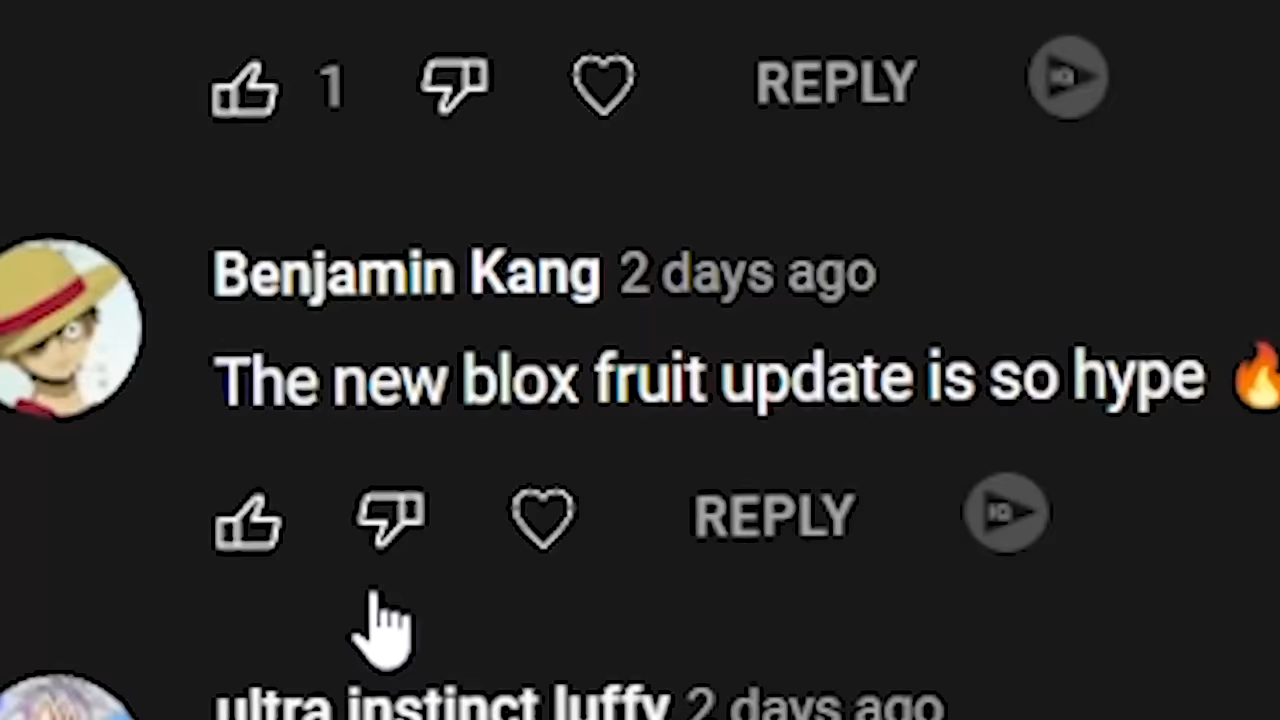 1 REPLY
Benjamin Kang 2 days ago
The new blox fruit update is so hype 🔥
REPLY
ultra instinct luffy 2 days ago